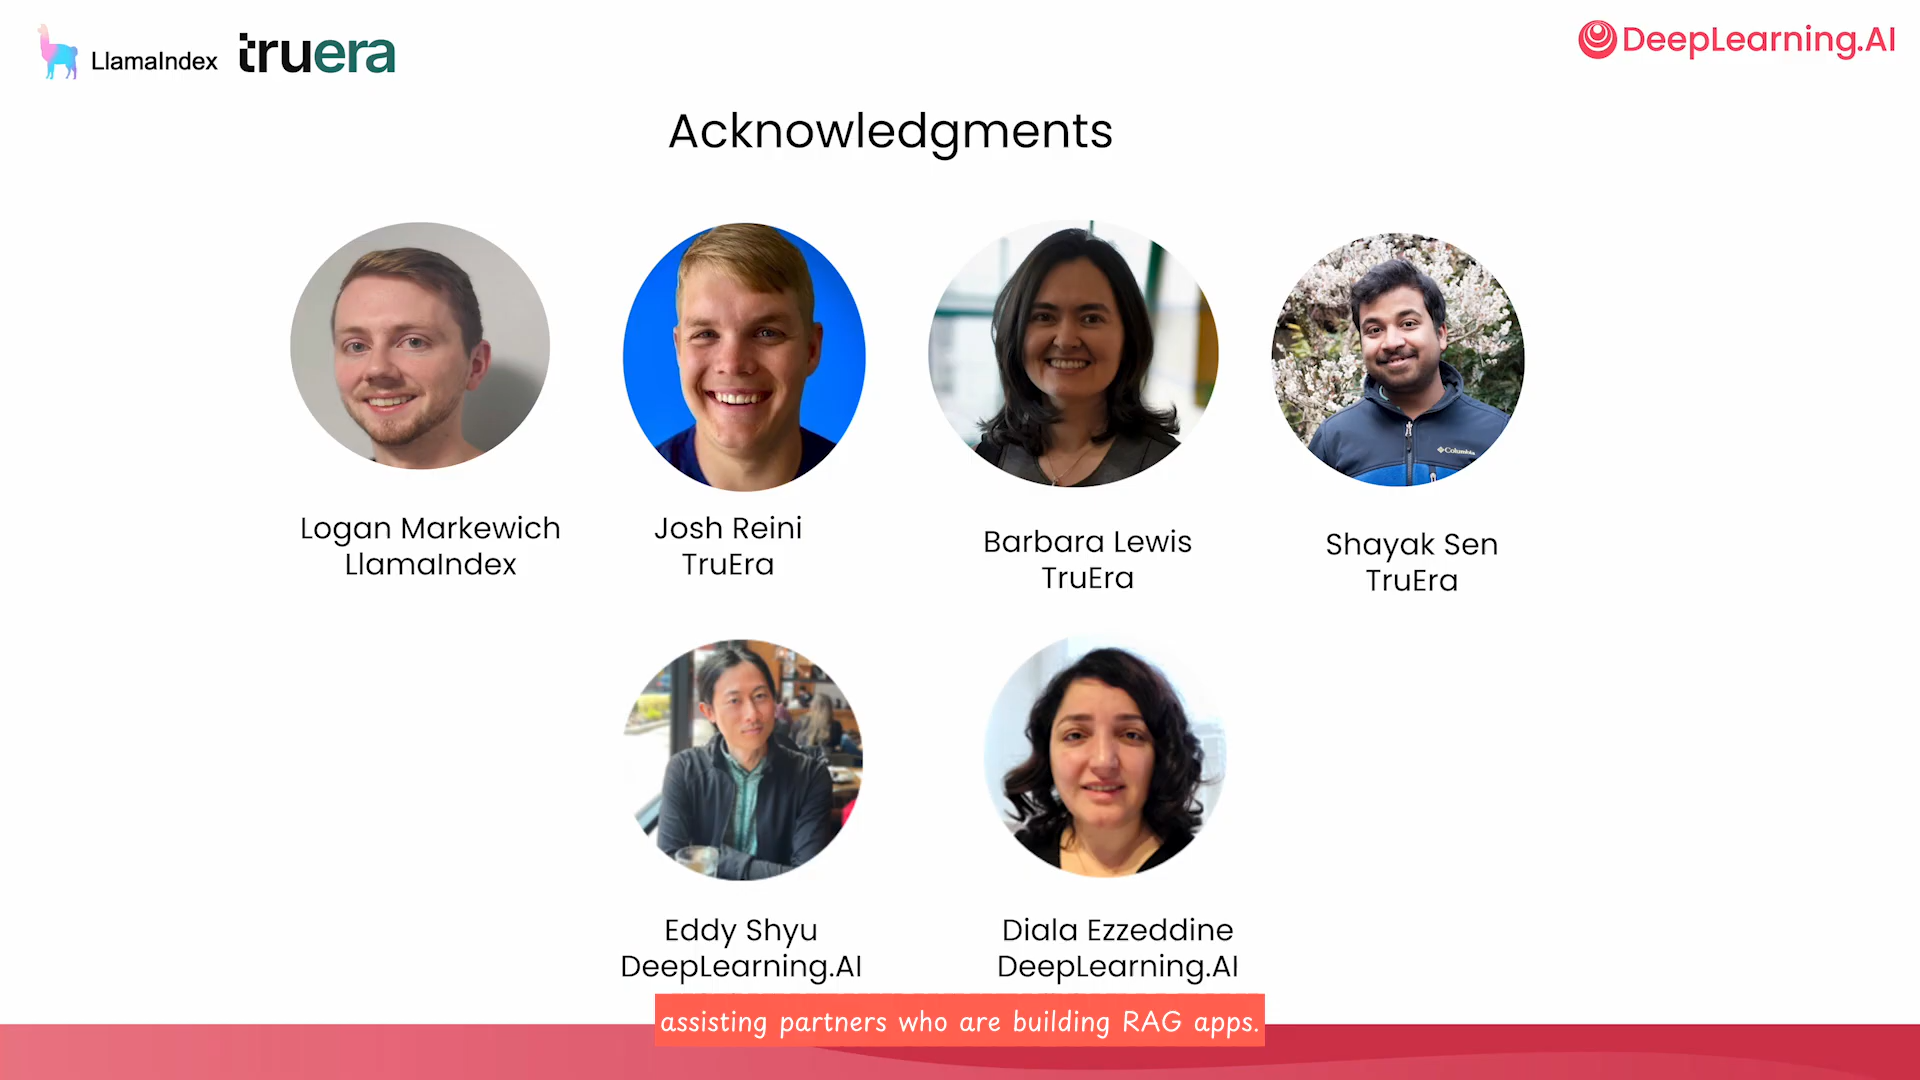 LlamaIndex
truera
DeepLearning.AI
Acknowledgments
Logan Markewich
LlamaIndex
Josh Reini
TruEra
Barbara Lewis
TruEra
Shayak Sen
TruEra
Columbia
Eddy Shyu
DeepLearning.AI
Diala Ezzeddine
DeepLearning.AI
assisting partners who are building RAG apps.